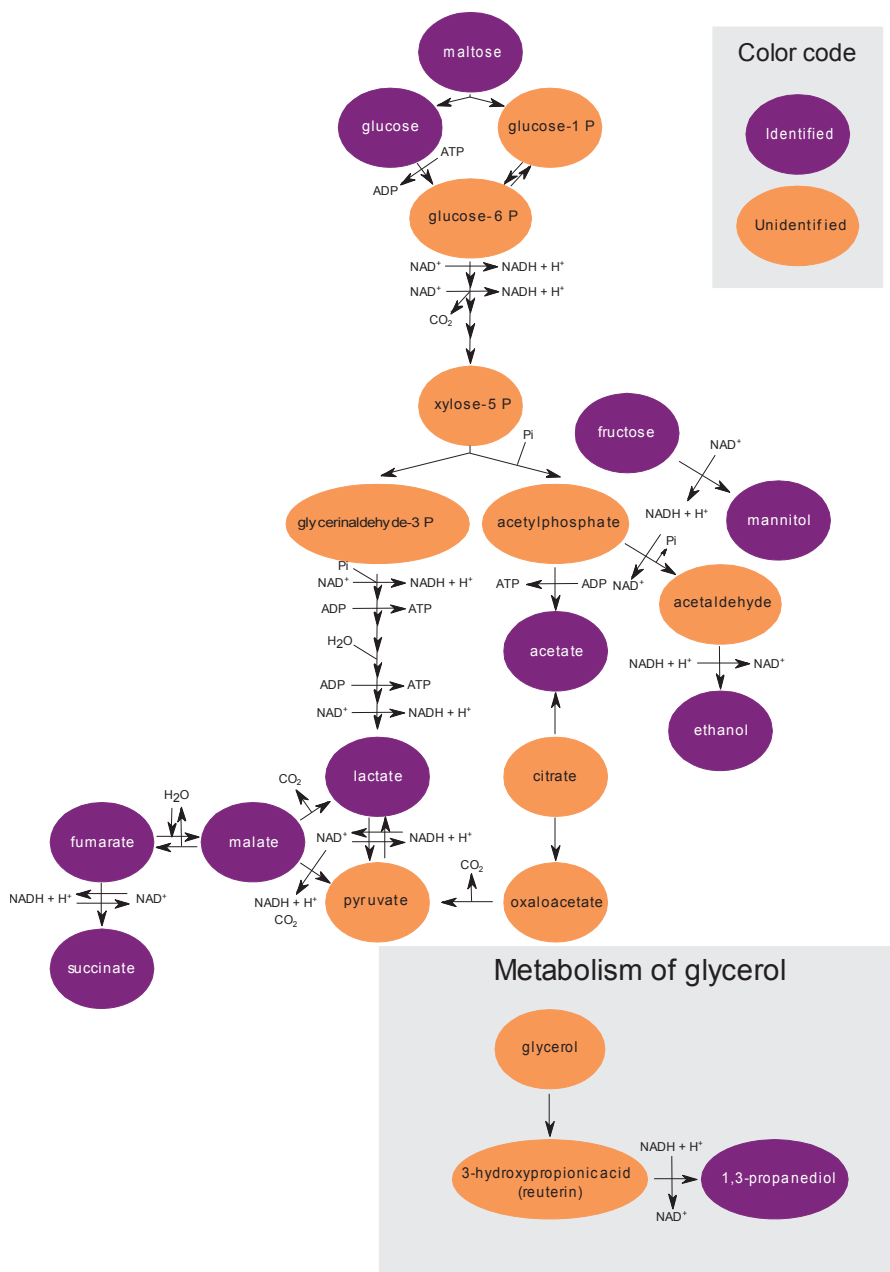 Color code
Identified
Unidentified
maltose
glucose
glucose-1 P
ATP
ADP
glucose-6 P
NAD⁺ NADH + H⁺
NAD⁺ NADH + H⁺
CO₂
xylose-5 P
Pi
fructose
NAD⁺
NADH + H⁺
mannitol
glycerinaldehyde-3 P
acetylphosphate
Pi
NAD⁺
acetaldehyde
Pi
NAD⁺ NADH + H⁺
ADP ATP
H₂O
ADP ATP
NAD⁺ NADH + H⁺
ATP ADP
acetate
NADH + H⁺ NAD⁺
ethanol
citrate
lactate
CO₂
H₂O
fumarate
malate
NAD⁺ NADH + H⁺
NADH + H⁺
CO₂
pyruvate
CO₂
oxaloacetate
NADH + H⁺ NAD⁺
succinate
Metabolism of glycerol
glycerol
3-hydroxypropionic acid
(reuterin)
NADH + H⁺
NAD⁺
1,3-propanediol